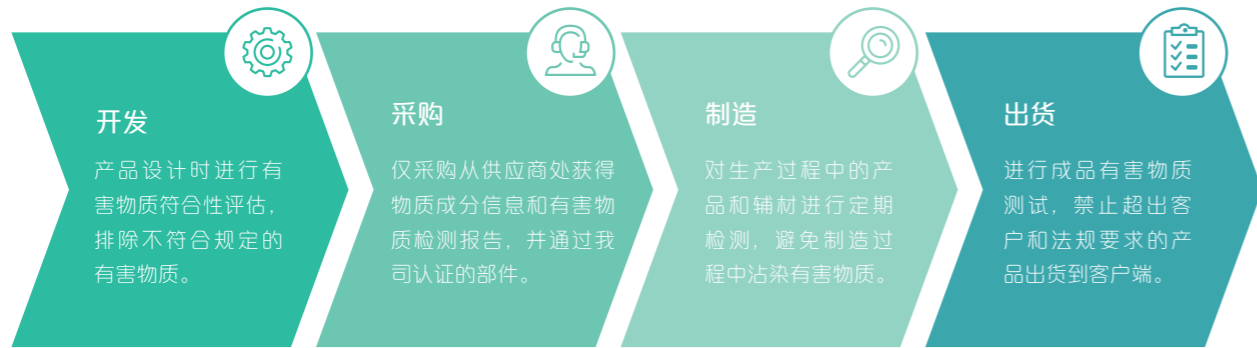 开发
产品设计时进行有
害物质符合性评估，
排除不符合规定的
有害物质。
采购
仅采购从供应商处获得
物质成分信息和有害物
质检测报告，并通过我
司认证的部件。
制造
对生产过程中的产
品和辅材进行定期
检测，避免制造过
程中沾染有害物质。
出货
进行成品有害物质
测试，禁止超出客
户和法规要求的产
品出货到客户端。